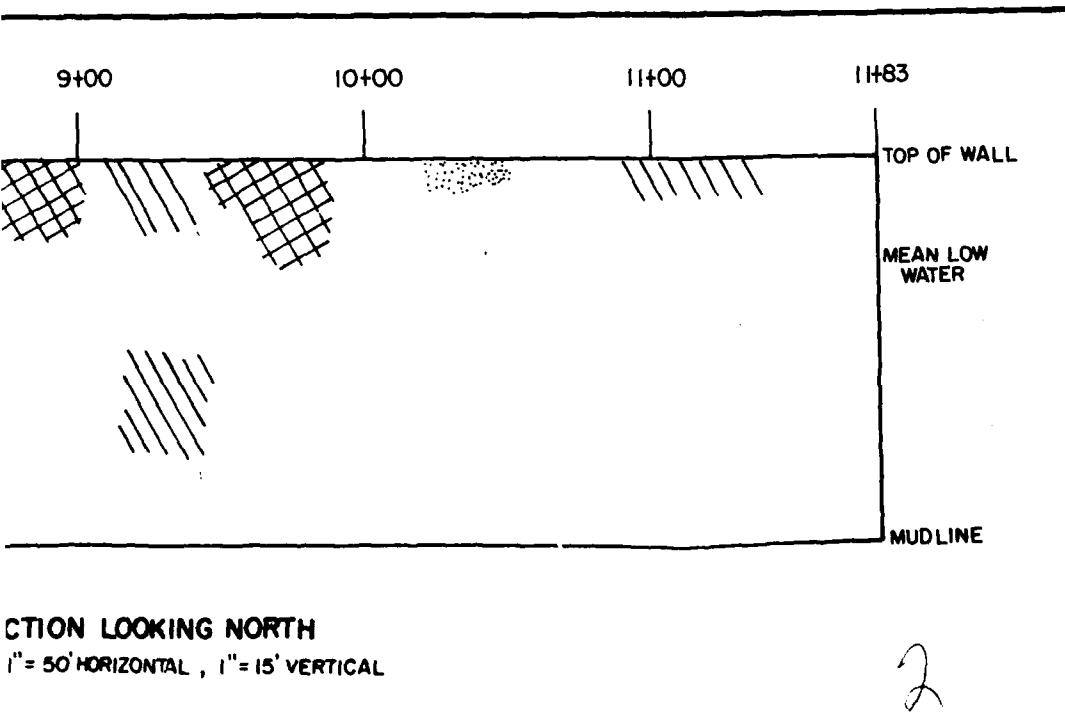 9+00 10+00 11+00 11+83
TOP OF WALL
MEAN LOW
WATER
MUDLINE
CTION LOOKING NORTH
1" = 50' HORIZONTAL , 1" = 15' VERTICAL
2